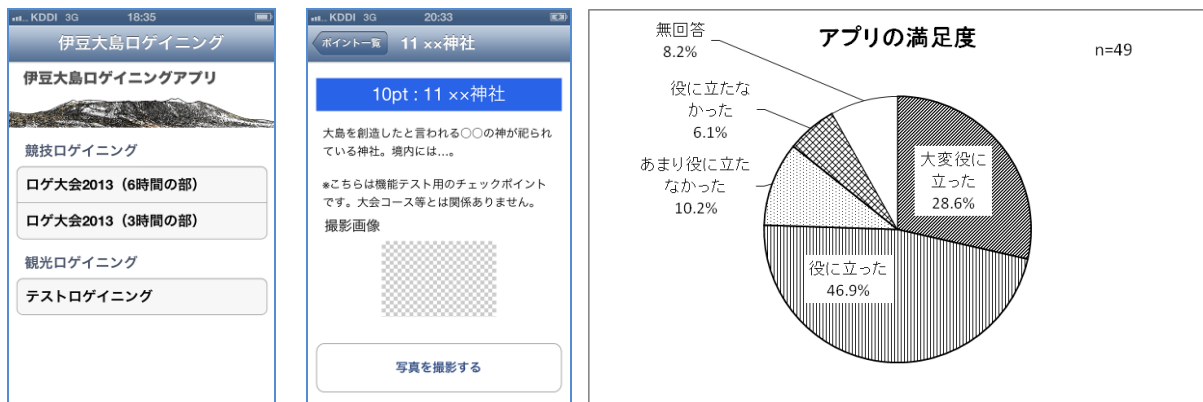 KDDI 3G 18:35
伊豆大島ロゲイニング
伊豆大島ロゲイニングアプリ
競技ロゲイニング
ロゲ大会2013（6時間の部）
ロゲ大会2013（3時間の部）
観光ロゲイニング
テストロゲイニング
KDDI 3G 20:33
ポイント一覧 11 ××神社
10pt : 11 ××神社
大島を創造したと言われる〇〇の神が祀られ
ている神社。境内には…。
※こちらは機能テスト用のチェックポイント
です。大会コース等とは関係ありません。
撮影画像
写真を撮影する
アプリの満足度
n=49
無回答
8.2%
役に立たな
かった
6.1%
あまり役に立た
なかった
10.2%
大変役に
立った
28.6%
役に立った
46.9%